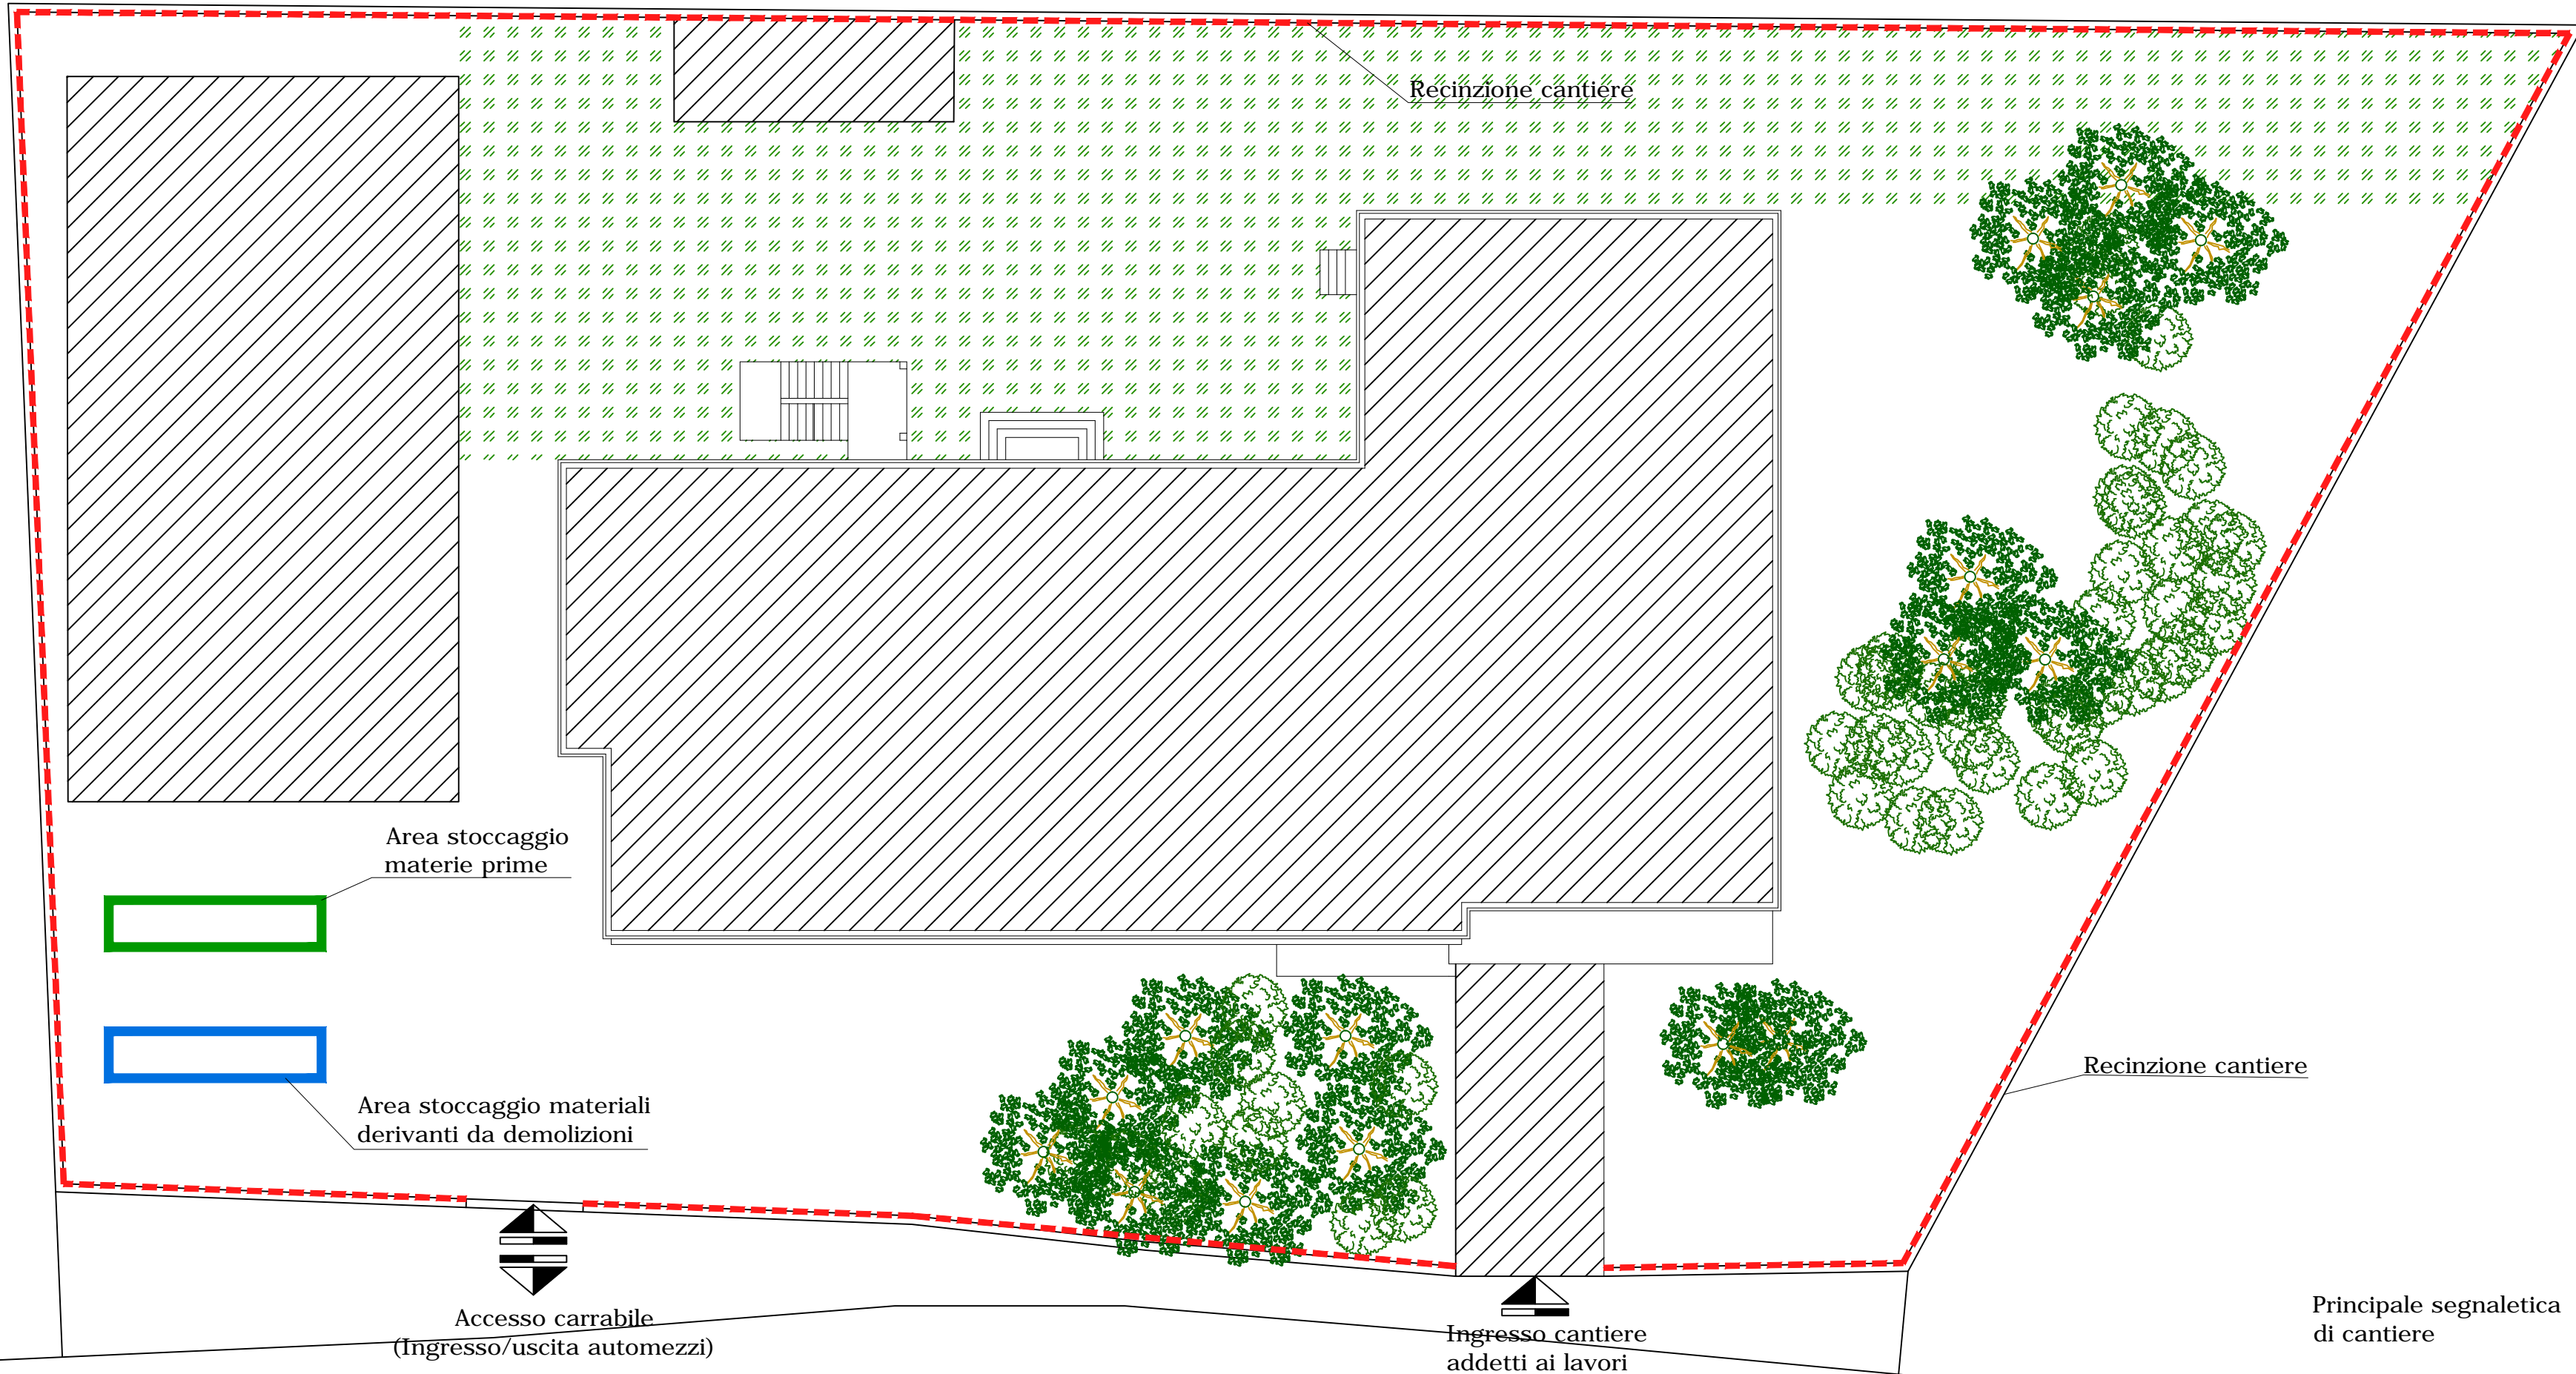 Recinzione cantiere
Area stoccaggio
materie prime
Area stoccaggio materiali
derivanti da demolizioni
Recinzione cantiere
Accesso carrabile
(Ingresso/uscita automezzi)
Ingresso cantiere
addetti ai lavori
Principale segnaletica
di cantiere